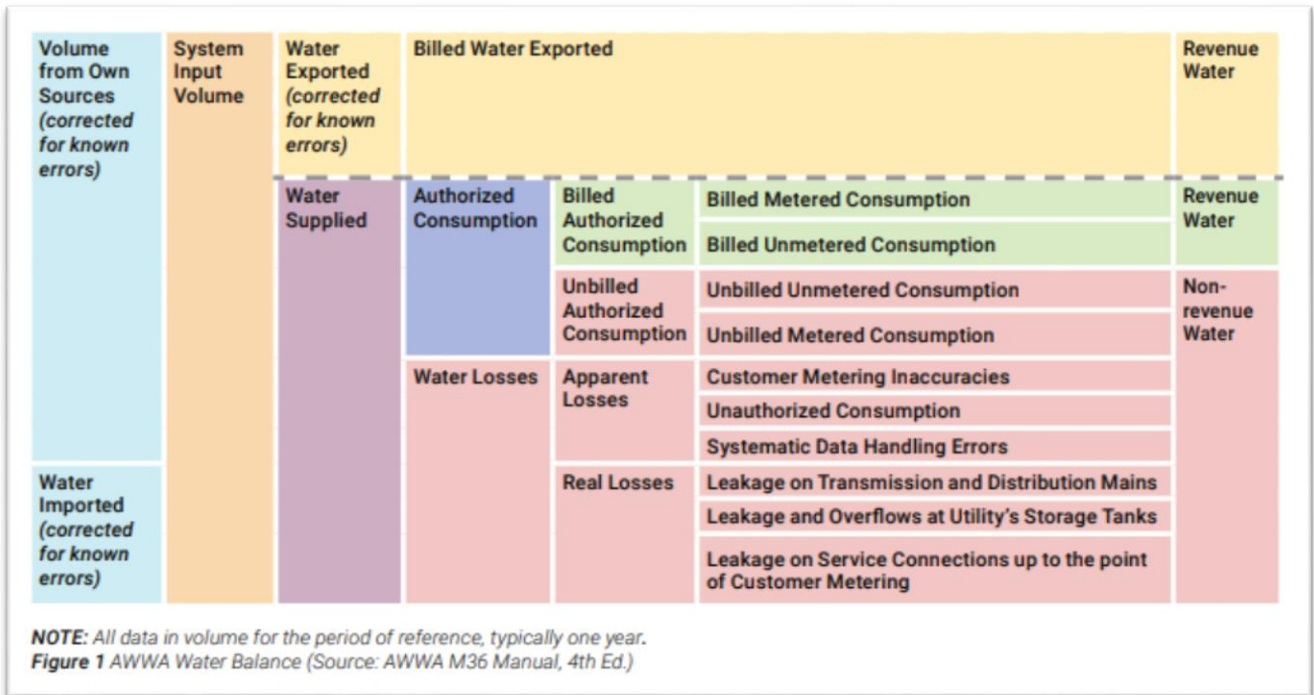 Volume
from Own
Sources
(corrected
for known
errors)
System
Input
Volume
Water
Exported
(corrected
for known
errors)
Billed Water Exported
Revenue
Water
Water
Supplied
Authorized
Consumption
Billed
Authorized
Consumption
Billed Metered Consumption
Billed Unmetered Consumption
Revenue
Water
Unbilled
Authorized
Consumption
Unbilled Unmetered Consumption
Unbilled Metered Consumption
Non-
revenue
Water
Water Losses
Apparent
Losses
Customer Metering Inaccuracies
Unauthorized Consumption
Systematic Data Handling Errors
Water
Imported
(corrected
for known
errors)
Real Losses
Leakage on Transmission and Distribution Mains
Leakage and Overflows at Utility's Storage Tanks
Leakage on Service Connections up to the point
of Customer Metering
NOTE: All data in volume for the period of reference, typically one year.
Figure 1 AWWA Water Balance (Source: AWWA M36 Manual, 4th Ed.)